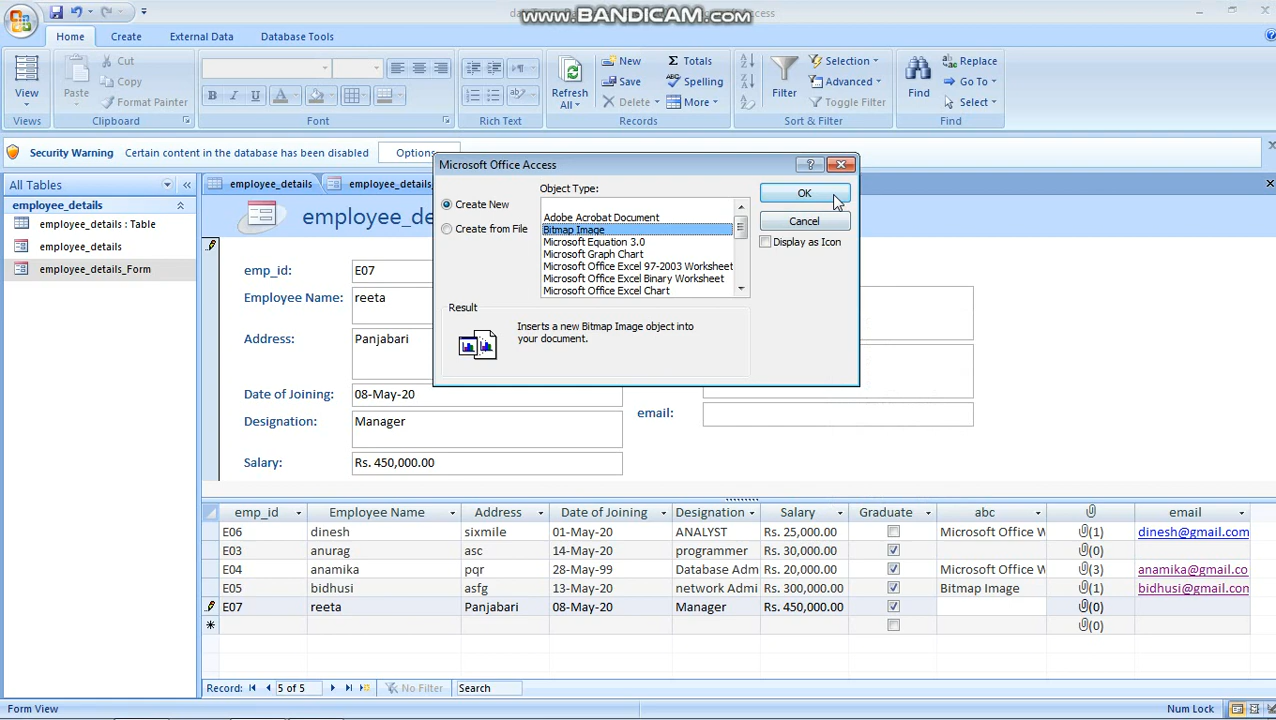 www.BANDICAM.com
Home
Create
External Data
Database Tools
View
Views
Paste
Cut
Copy
Format Painter
Clipboard
B I U A
Font
Rich Text
Refresh
All
New
Save
Delete
Totals
Spelling
More
Records
Filter
Selection
Advanced
Toggle Filter
Sort & Filter
Find
Replace
Go To
Select
Find
Security Warning Certain content in the database has been disabled Options...
All Tables
employee_details
employee_details : Table
employee_details
employee_details_Form
employee_details
employee_details
employee_de
emp_id: E07
Employee Name: reeta
Address: Panjabari
Date of Joining: 08-May-20
Designation: Manager
Salary: Rs. 450,000.00
email:
Microsoft Office Access
Object Type:
Create New
Create from File
Adobe Acrobat Document
Bitmap Image
Microsoft Equation 3.0
Microsoft Graph Chart
Microsoft Office Excel 97-2003 Worksheet
Microsoft Office Excel Binary Worksheet
Microsoft Office Excel Chart
OK
Cancel
Display as Icon
Result
Inserts a new Bitmap Image object into
your document.
emp_id Employee Name Address Date of Joining Designation Salary Graduate abc email
E06 dinesh sixmile 01-May-20 ANALYST Rs. 25,000.00 Microsoft Office W (1) dinesh@gmail.com
E03 anurag asc 14-May-20 programmer Rs. 30,000.00 (0)
E04 anamika pqr 28-May-99 Database Adm Rs. 20,000.00 Microsoft Office W (3) anamika@gmail.co
E05 bidhusi asfg 13-May-20 network Admi Rs. 300,000.00 Bitmap Image (1) bidhusi@gmail.con
E07 reeta Panjabari 08-May-20 Manager Rs. 450,000.00 (0)
(0)
Record: 5 of 5 No Filter Search
Form View
Num Lock